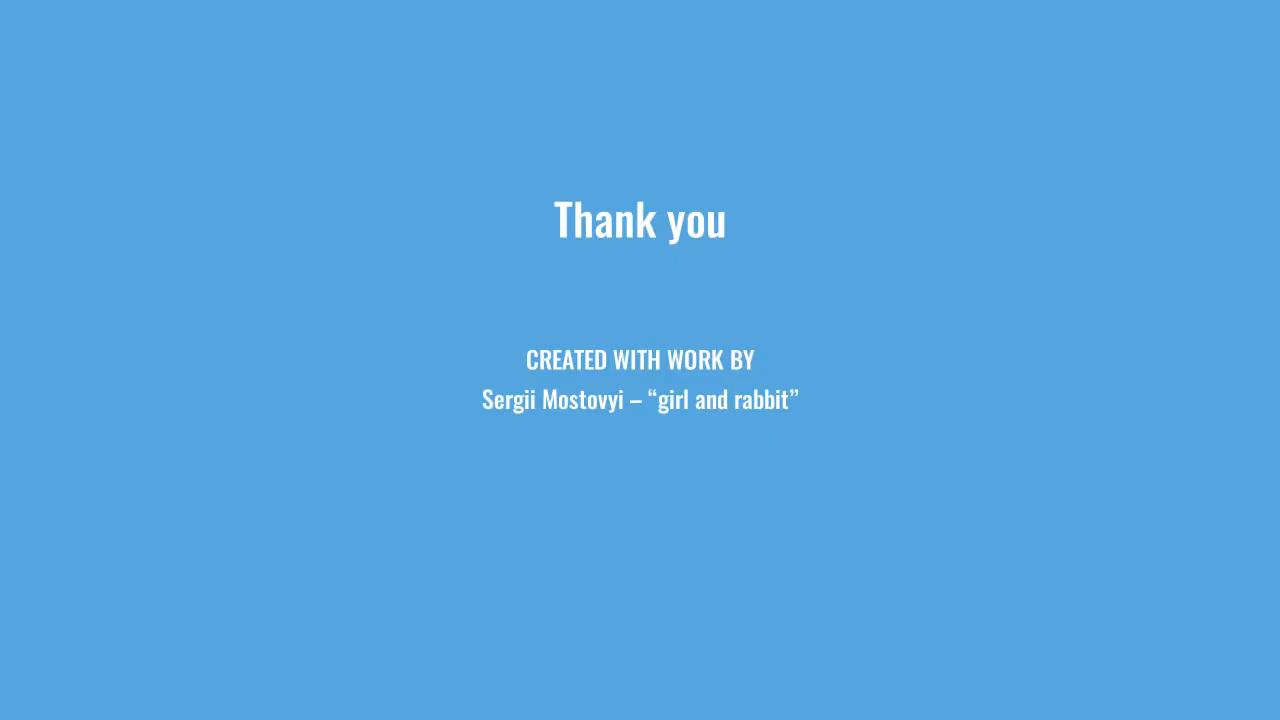 Thank you
CREATED WITH WORK BY
Sergii Mostovyi – “girl and rabbit”